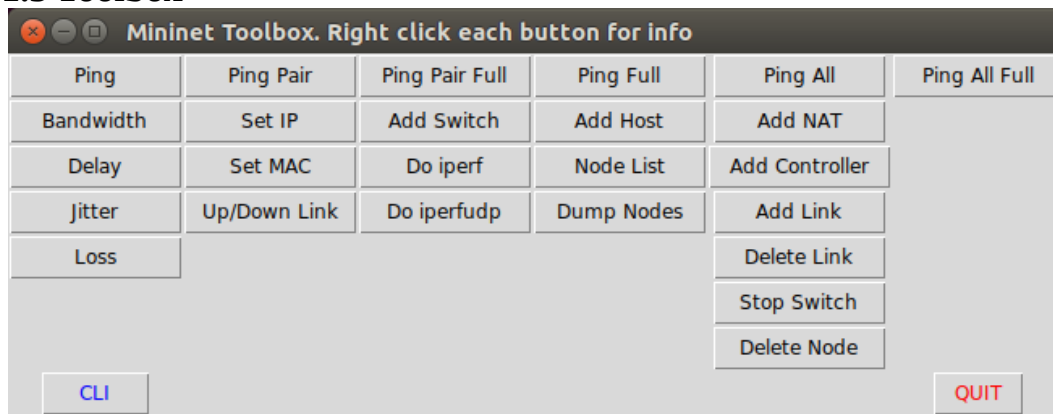 Mininet Toolbox. Right click each button for info
Ping Ping Pair Ping Pair Full Ping Full Ping All Ping All Full
Bandwidth Set IP Add Switch Add Host Add NAT
Delay Set MAC Do iperf Node List Add Controller
Jitter Up/Down Link Do iperfudp Dump Nodes Add Link
Loss Delete Link
Stop Switch
Delete Node
CLI QUIT